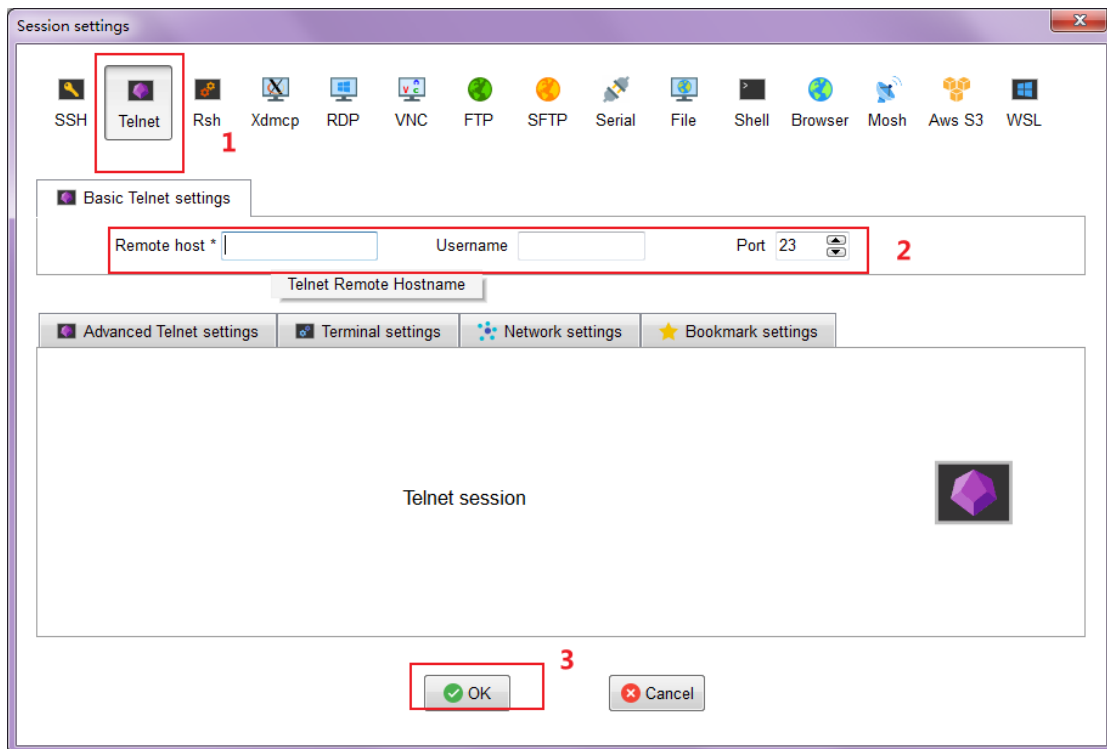 Session settings
SSH Telnet Rsh Xdmcp RDP VNC FTP SFTP Serial File Shell Browser Mosh Aws S3 WSL
1
Basic Telnet settings
Remote host * Username Port 23
2
Telnet Remote Hostname
Advanced Telnet settings Terminal settings Network settings Bookmark settings
Telnet session
3
OK Cancel